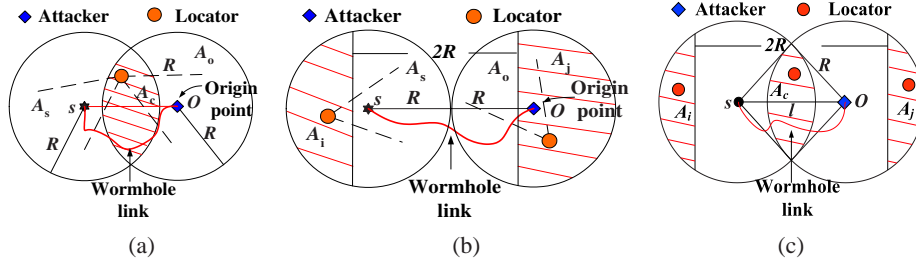 Attacker Locator
R
A_o
A_s
A_c
Origin point
s
O
R
R
Wormhole link
(a)
Attacker Locator
2R
A_s
A_o
A_j
s
R
R
O
Origin point
A_i
Wormhole link
(b)
Attacker Locator
2R
R
A_i
A_c
A_j
s
l
O
Wormhole link
(c)